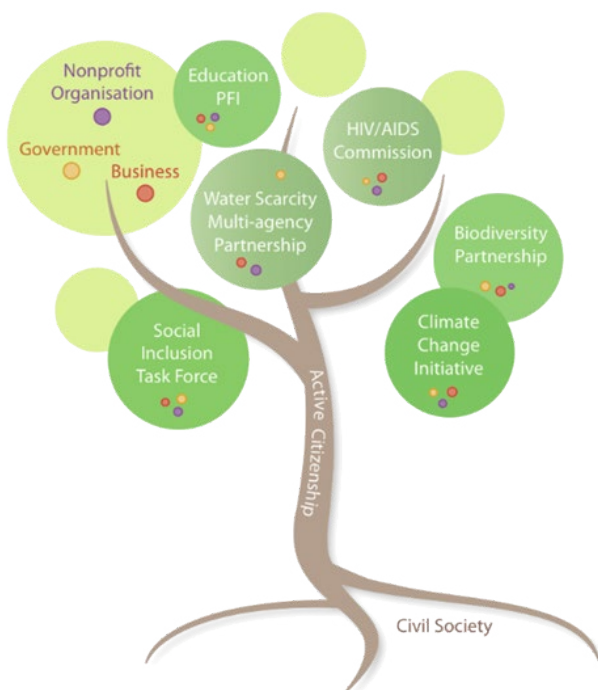 Nonprofit
Organisation
Government
Business
Education
PFI
HIV/AIDS
Commission
Water Scarcity
Multi-agency
Partnership
Biodiversity
Partnership
Social
Inclusion
Task Force
Climate
Change
Initiative
Active Citizenship
Civil Society